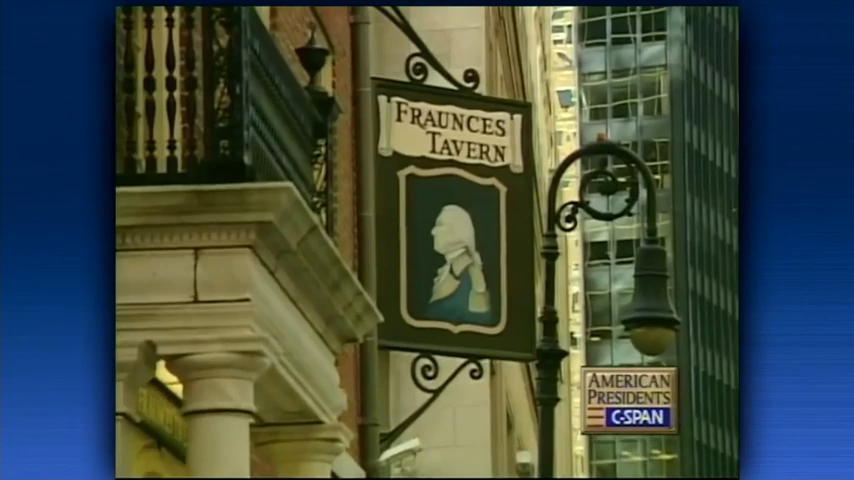 FRAUNCES
TAVERN
AMERICAN
PRESIDENTS
C-SPAN